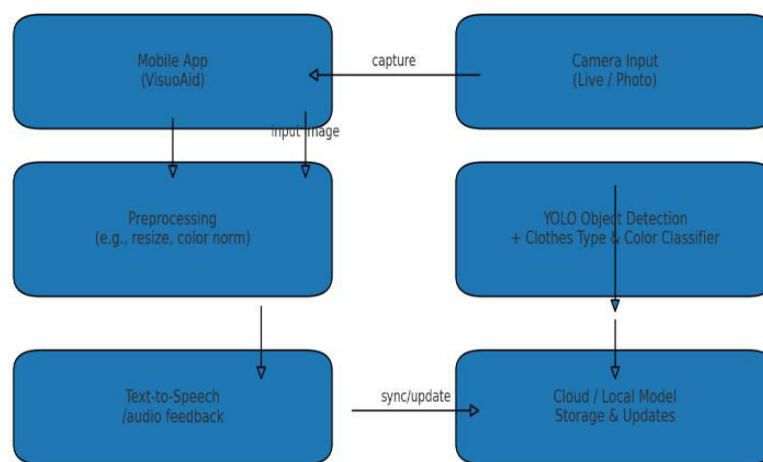 Mobile App
(VisuoAid)
capture
Camera Input
(Live / Photo)
input image
Preprocessing
(e.g., resize, color norm)
YOLO Object Detection
+ Clothes Type & Color Classifier
Text-to-Speech
/audio feedback
sync/update
Cloud / Local Model
Storage & Updates